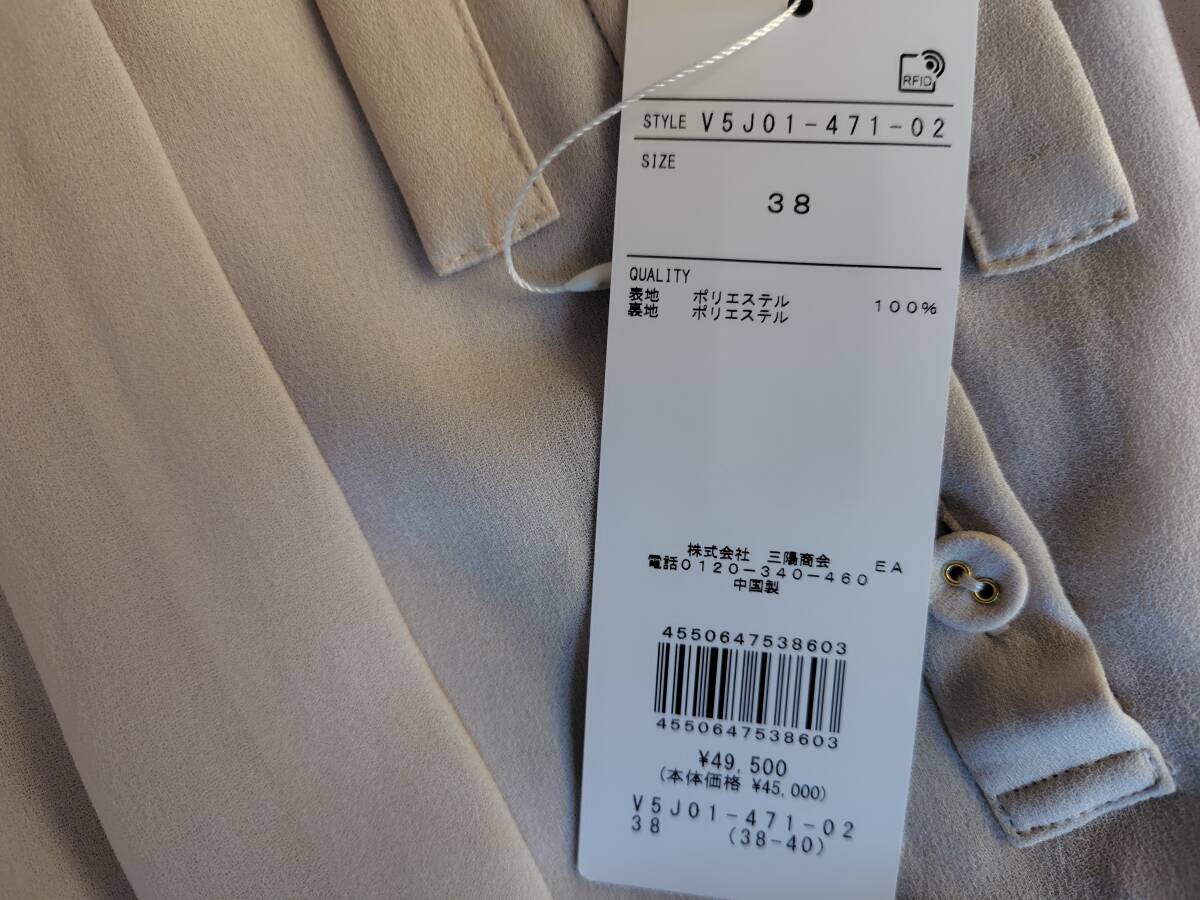 RFID
STYLE V5J01-471-02
SIZE
38
QUALITY
表地 ポリエステル 100%
裏地 ポリエステル
株式会社 三陽商会 EA
電話0120-340-460
中国製
4550647538603
4550647538603
¥49,500
(本体価格 ¥45,000)
V5J01-471-02
38 (38-40)